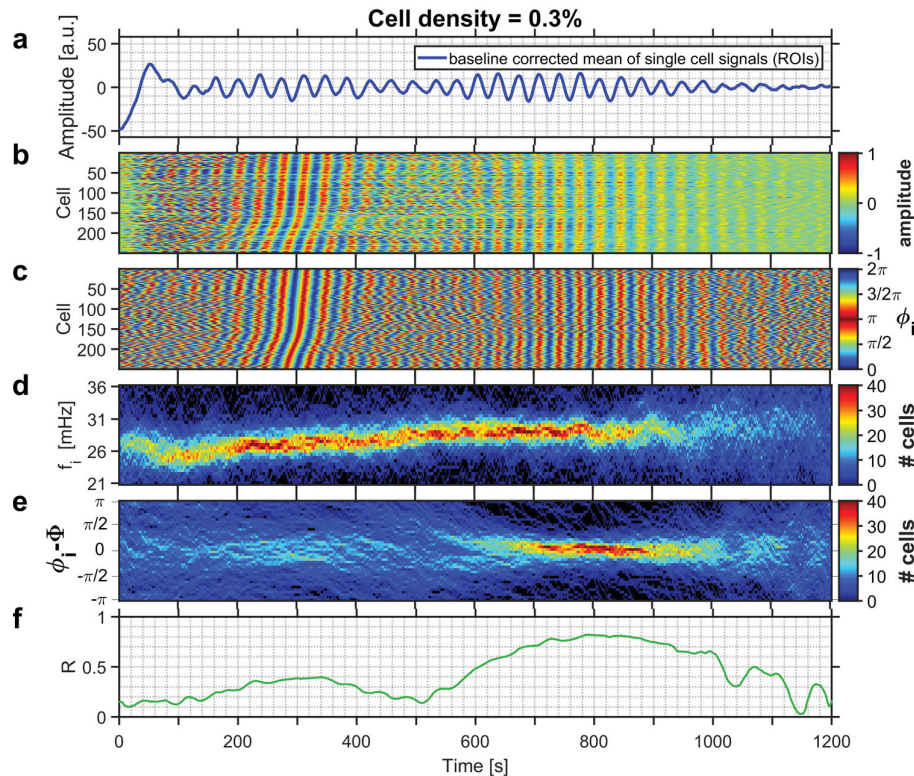 Cell density = 0.3%
a
Amplitude [a.u.]
50
0
-50
baseline corrected mean of single cell signals (ROIs)
b
Cell
50
100
150
200
1
0
-1
amplitude
c
Cell
50
100
150
200
2π
3/2π
π
π/2
0
ϕi
d
fi [mHz]
36
31
26
21
40
30
20
10
0
# cells
e
ϕi-Φ
π
π/2
0
-π/2
-π
40
30
20
10
0
# cells
f
R
1
0.5
0
0 200 400 600 800 1000 1200
Time [s]